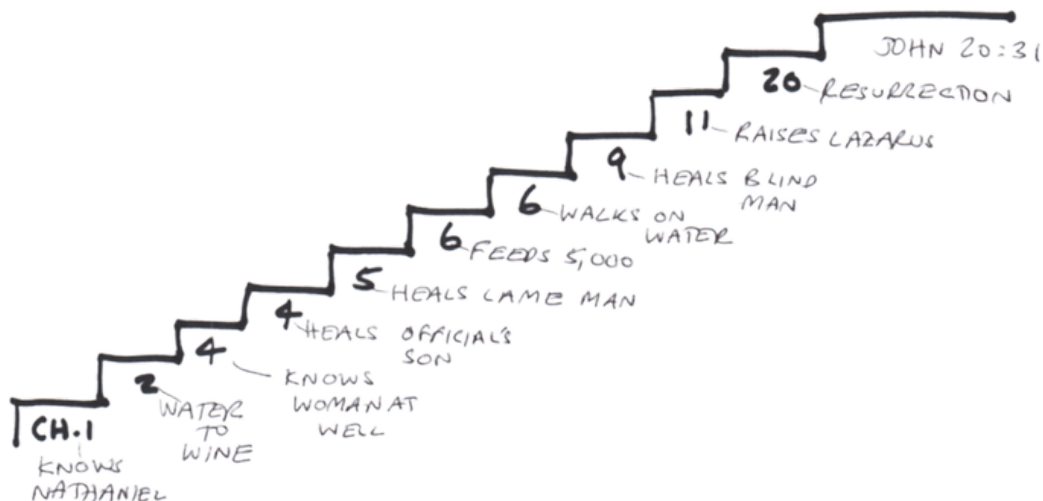 JOHN 20:31
20 RESURRECTION
11 RAISES LAZARUS
9 HEALS BLIND
MAN
6 WALKS ON
WATER
6 FEEDS 5,000
5 HEALS LAME MAN
4 HEALS OFFICIAL'S
SON
4 KNOWS
WOMAN AT
WELL
2 WATER
TO
WINE
CH.1
KNOWS
NATHANIEL